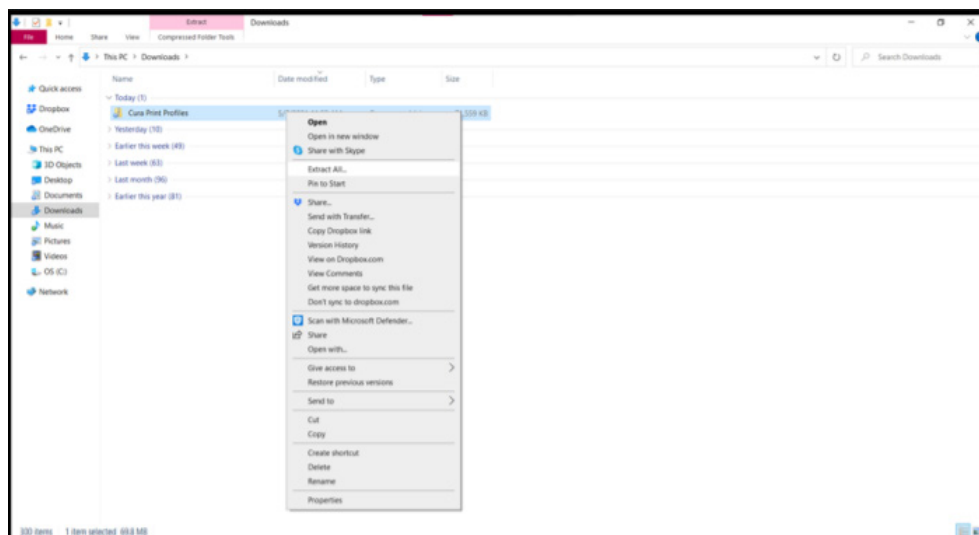 Extract Downloads
File Home Share View Compressed Folder Tools
This PC > Downloads > Search Downloads
Name Date modified Type Size
Quick access
Today (1)
Dropbox
Cura Print Profiles
OneDrive
Yesterday (10)
This PC
Earlier this week (49)
3D Objects
Last week (63)
Desktop
Last month (96)
Documents
Earlier this year (81)
Downloads
Music
Pictures
Videos
OS (C:)
Network
Open
Open in new window
Share with Skype
Extract All...
Pin to Start
Share...
Send with Transfer...
Copy Dropbox link
Version History
View on Dropbox.com
View Comments
Get more space to sync this file
Don't sync to dropbox.com
Scan with Microsoft Defender...
Share
Open with...
Give access to >
Restore previous versions
Send to >
Cut
Copy
Create shortcut
Delete
Rename
Properties
300 items 1 item selected 69.8 MB